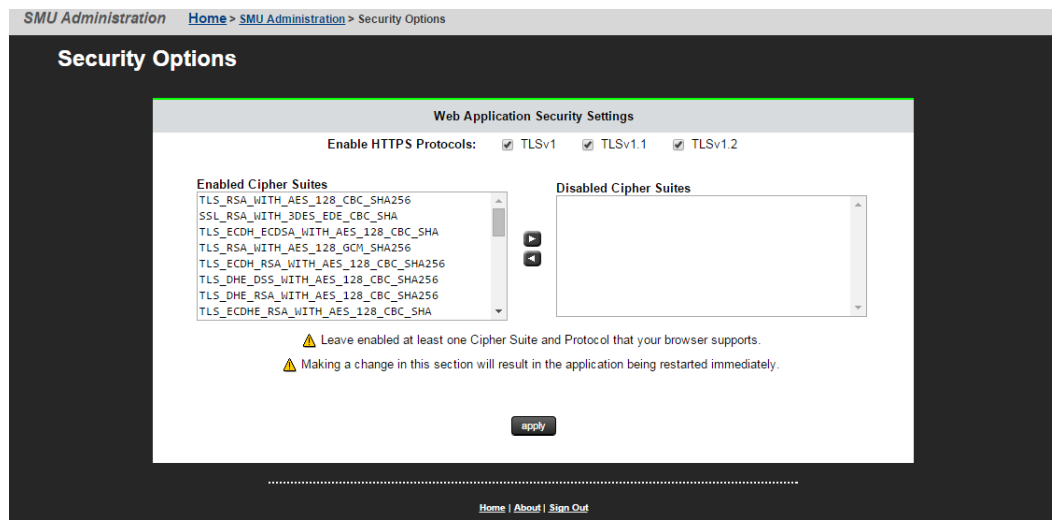 SMU Administration Home > SMU Administration > Security Options
Security Options
Web Application Security Settings
Enable HTTPS Protocols: TLSv1 TLSv1.1 TLSv1.2
Enabled Cipher Suites
TLS_RSA_WITH_AES_128_CBC_SHA256
SSL_RSA_WITH_3DES_EDE_CBC_SHA
TLS_ECDH_ECDSA_WITH_AES_128_CBC_SHA
TLS_RSA_WITH_AES_128_GCM_SHA256
TLS_ECDH_RSA_WITH_AES_128_CBC_SHA256
TLS_DHE_DSS_WITH_AES_128_CBC_SHA256
TLS_DHE_RSA_WITH_AES_128_CBC_SHA256
TLS_ECDHE_RSA_WITH_AES_128_CBC_SHA
Disabled Cipher Suites
Leave enabled at least one Cipher Suite and Protocol that your browser supports.
Making a change in this section will result in the application being restarted immediately.
apply
Home | About | Sign Out